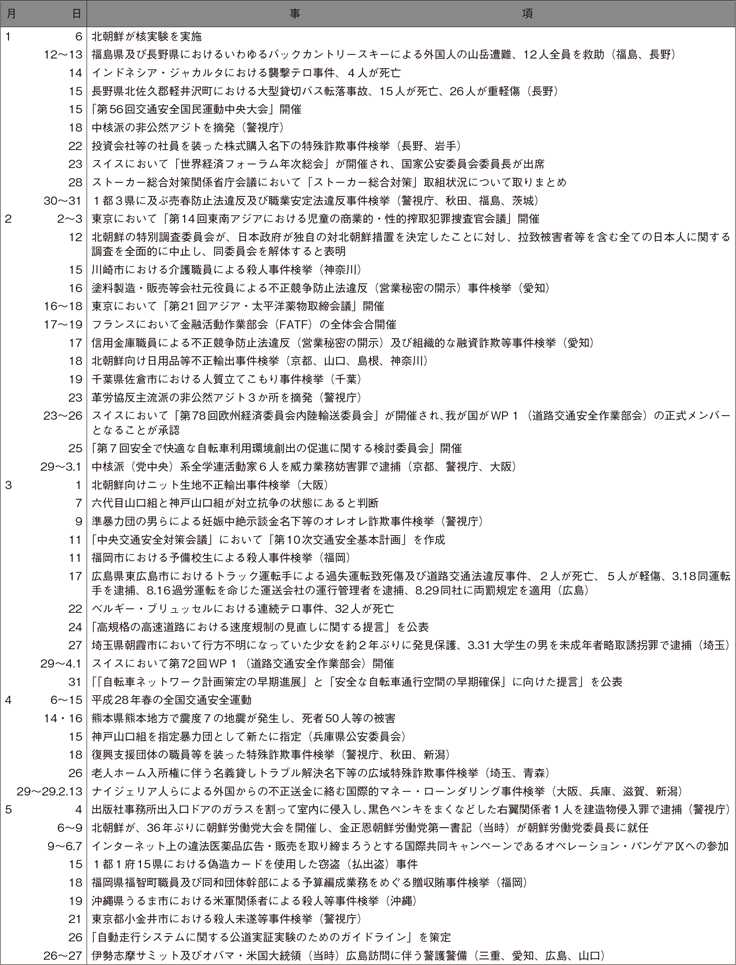 月 日 事 項
1 6 北朝鮮が核実験を実施
12〜13 福島県及び長野県におけるいわゆるバックカントリースキーによる外国人の山岳遭難、12人全員を救助（福島、長野）
14 インドネシア・ジャカルタにおける襲撃テロ事件、４人が死亡
15 長野県北佐久郡軽井沢町における大型貸切バス転落事故、15人が死亡、26人が重軽傷（長野）
15 「第56回交通安全国民運動中央大会」開催
18 中核派の非公然アジトを摘発（警視庁）
22 投資会社等の社員を装った株式購入名下の特殊詐欺事件検挙（長野、岩手）
23 スイスにおいて「世界経済フォーラム年次総会」が開催され、国家公安委員会委員長が出席
28 ストーカー総合対策関係省庁会議において「ストーカー総合対策」取組状況について取りまとめ
30〜31 １都３県に及ぶ売春防止法違反及び職業安定法違反事件検挙（警視庁、秋田、福島、茨城）
2 2〜3 東京において「第14回東南アジアにおける児童の商業的・性的搾取犯罪捜査官会議」開催
12 北朝鮮の特別調査委員会が、日本政府が独自の対北朝鮮措置を決定したことに対し、拉致被害者等を含む全ての日本人に関する
調査を全面的に中止し、同委員会を解体すると表明
15 川崎市における介護職員による殺人事件検挙（神奈川）
16 塗料製造・販売等会社元役員による不正競争防止法違反（営業秘密の開示）事件検挙（愛知）
16〜18 東京において「第21回アジア・太平洋薬物取締会議」開催
17〜19 フランスにおいて金融活動作業部会（FATF）の全体会合開催
17 信用金庫職員による不正競争防止法違反（営業秘密の開示）及び組織的な融資詐欺等事件検挙（愛知）
18 北朝鮮向け日用品等不正輸出事件検挙（京都、山口、島根、神奈川）
19 千葉県佐倉市における人質立てこもり事件検挙（千葉）
23 革労協反主流派の非公然アジト３か所を摘発（警視庁）
23〜26 スイスにおいて「第78回欧州経済委員会内陸輸送委員会」が開催され、我が国がWP１（道路交通安全作業部会）の正式メンバー
となることが承認
25 「第７回安全で快適な自転車利用環境創出の促進に関する検討委員会」開催
29〜3.1 中核派（党中央）系全学連活動家６人を威力業務妨害罪で逮捕（京都、警視庁、大阪）
3 1 北朝鮮向けニット生地不正輸出事件検挙（大阪）
7 六代目山口組と神戸山口組が対立抗争の状態にあると判断
9 準暴力団の男らによる妊娠中絶示談金名下等のオレオレ詐欺事件検挙（警視庁）
11 「中央交通安全対策会議」において「第10次交通安全基本計画」を作成
11 福岡市における予備校生による殺人事件検挙（福岡）
17 広島県東広島市におけるトラック運転手による過失運転致死傷及び道路交通法違反事件、２人が死亡、５人が軽傷、3.18同運転
手を逮捕、8.16過労運転を命じた運送会社の運行管理者を逮捕、8.29同社に両罰規定を適用（広島）
22 ベルギー・ブリュッセルにおける連続テロ事件、32人が死亡
24 「高規格の高速道路における速度規制の見直しに関する提言」を公表
27 埼玉県朝霞市において行方不明になっていた少女を約２年ぶりに発見保護、3.31大学生の男を未成年者略取誘拐罪で逮捕（埼玉）
29〜4.1 スイスにおいて第72回WP１（道路交通安全作業部会）開催
31 「「自転車ネットワーク計画策定の早期進展」と「安全な自転車通行空間の早期確保」に向けた提言」を公表
4 6〜15 平成28年春の全国交通安全運動
14・16 熊本県熊本地方で震度７の地震が発生し、死者50人等の被害
15 神戸山口組を指定暴力団として新たに指定（兵庫県公安委員会）
18 復興支援団体の職員等を装った特殊詐欺事件検挙（警視庁、秋田、新潟）
26 老人ホーム入所権に伴う名義貸しトラブル解決名下等の広域特殊詐欺事件検挙（埼玉、青森）
29〜29.2.13 ナイジェリア人らによる外国からの不正送金に絡む国際的マネー・ローンダリング事件検挙（大阪、兵庫、滋賀、新潟）
5 4 出版社事務所出入口ドアのガラスを割って室内に侵入し、黒色ペンキをまくなどした右翼関係者１人を建造物侵入罪で逮捕（警視庁）
6〜9 北朝鮮が、36年ぶりに朝鮮労働党大会を開催し、金正恩朝鮮労働党第一書記（当時）が朝鮮労働党委員長に就任
9〜6.7 インターネット上の違法医薬品広告・販売を取り締まろうとする国際共同キャンペーンであるオペレーション・パンゲアⅨへの参加
15 １都１府15県における偽造カードを使用した窃盗（払出盗）事件
18 福岡県福智町職員及び同和団体幹部による予算編成業務をめぐる贈収賄事件検挙（福岡）
19 沖縄県うるま市における米軍関係者による殺人等事件検挙（沖縄）
21 東京都小金井市における殺人未遂等事件検挙（警視庁）
26 「自動走行システムに関する公道実証実験のためのガイドライン」を策定
26〜27 伊勢志摩サミット及びオバマ・米国大統領（当時）広島訪問に伴う警護警備（三重、愛知、広島、山口）